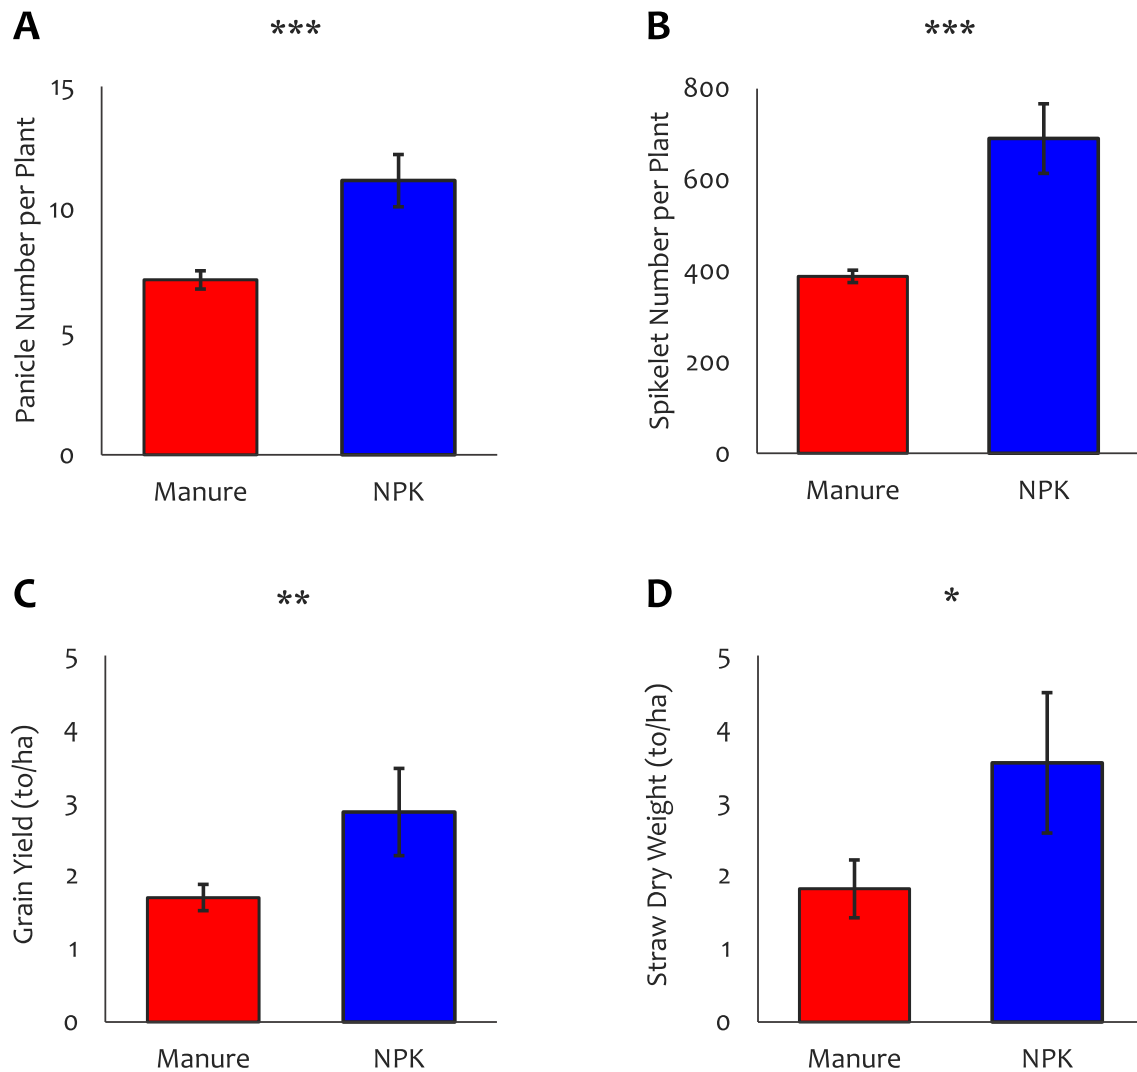 A
***
Panicle Number per Plant
15
10
5
0
Manure
NPK
B
***
Spikelet Number per Plant
800
600
400
200
0
Manure
NPK
C
**
Grain Yield (to/ha)
5
4
3
2
1
0
Manure
NPK
D
*
Straw Dry Weight (to/ha)
5
4
3
2
1
0
Manure
NPK